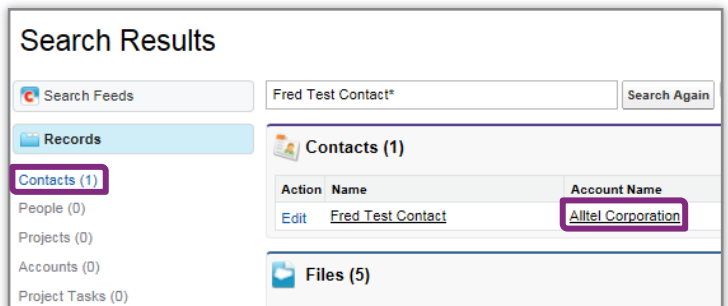 Search Results
Search Feeds
Fred Test Contact*
Search Again
Records
Contacts (1)
Contacts (1)
People (0)
Projects (0)
Accounts (0)
Project Tasks (0)
Action Name Account Name
Edit Fred Test Contact Alltel Corporation
Files (5)